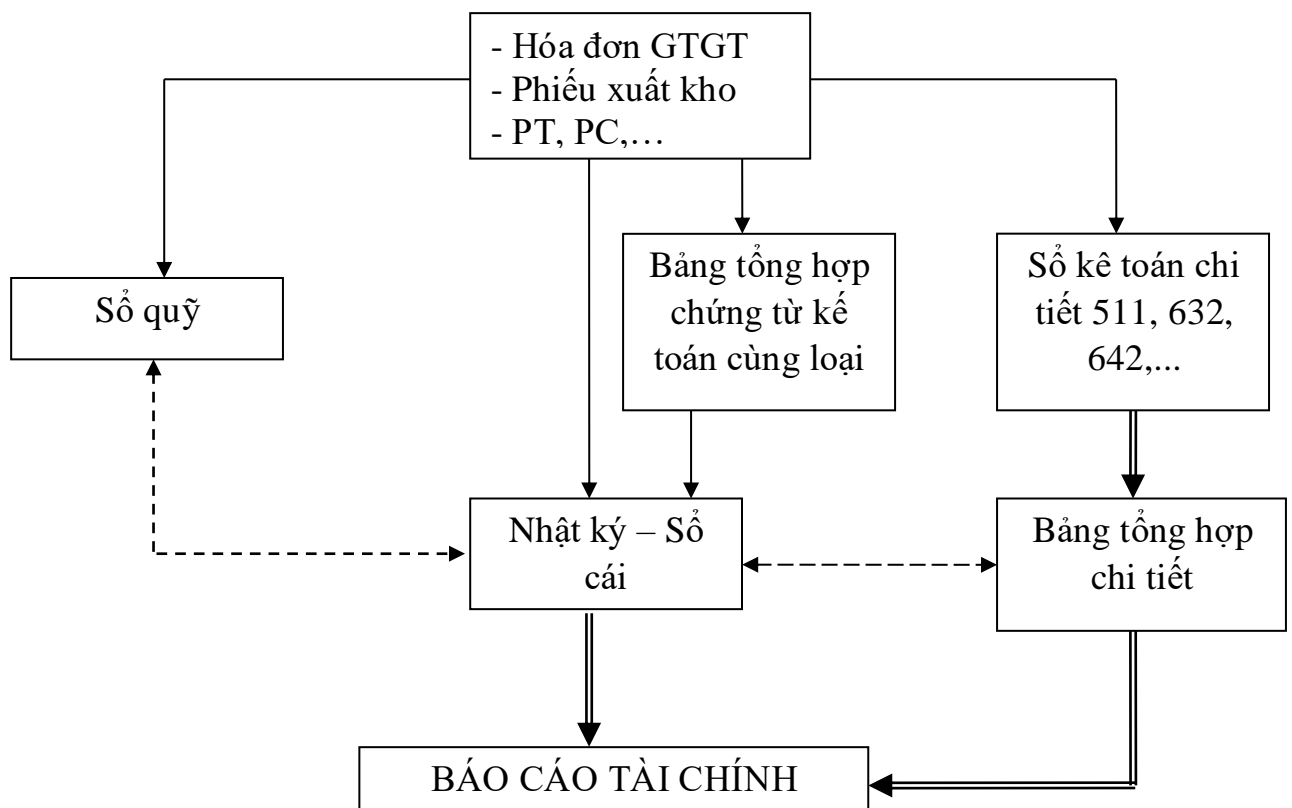 - Hóa đơn GTGT
- Phiếu xuất kho
- PT, PC,…
Sổ quỹ
Bảng tổng hợp
chứng từ kế
toán cùng loại
Sổ kê toán chi
tiết 511, 632,
642,...
Nhật ký – Sổ
cái
Bảng tổng hợp
chi tiết
BÁO CÁO TÀI CHÍNH